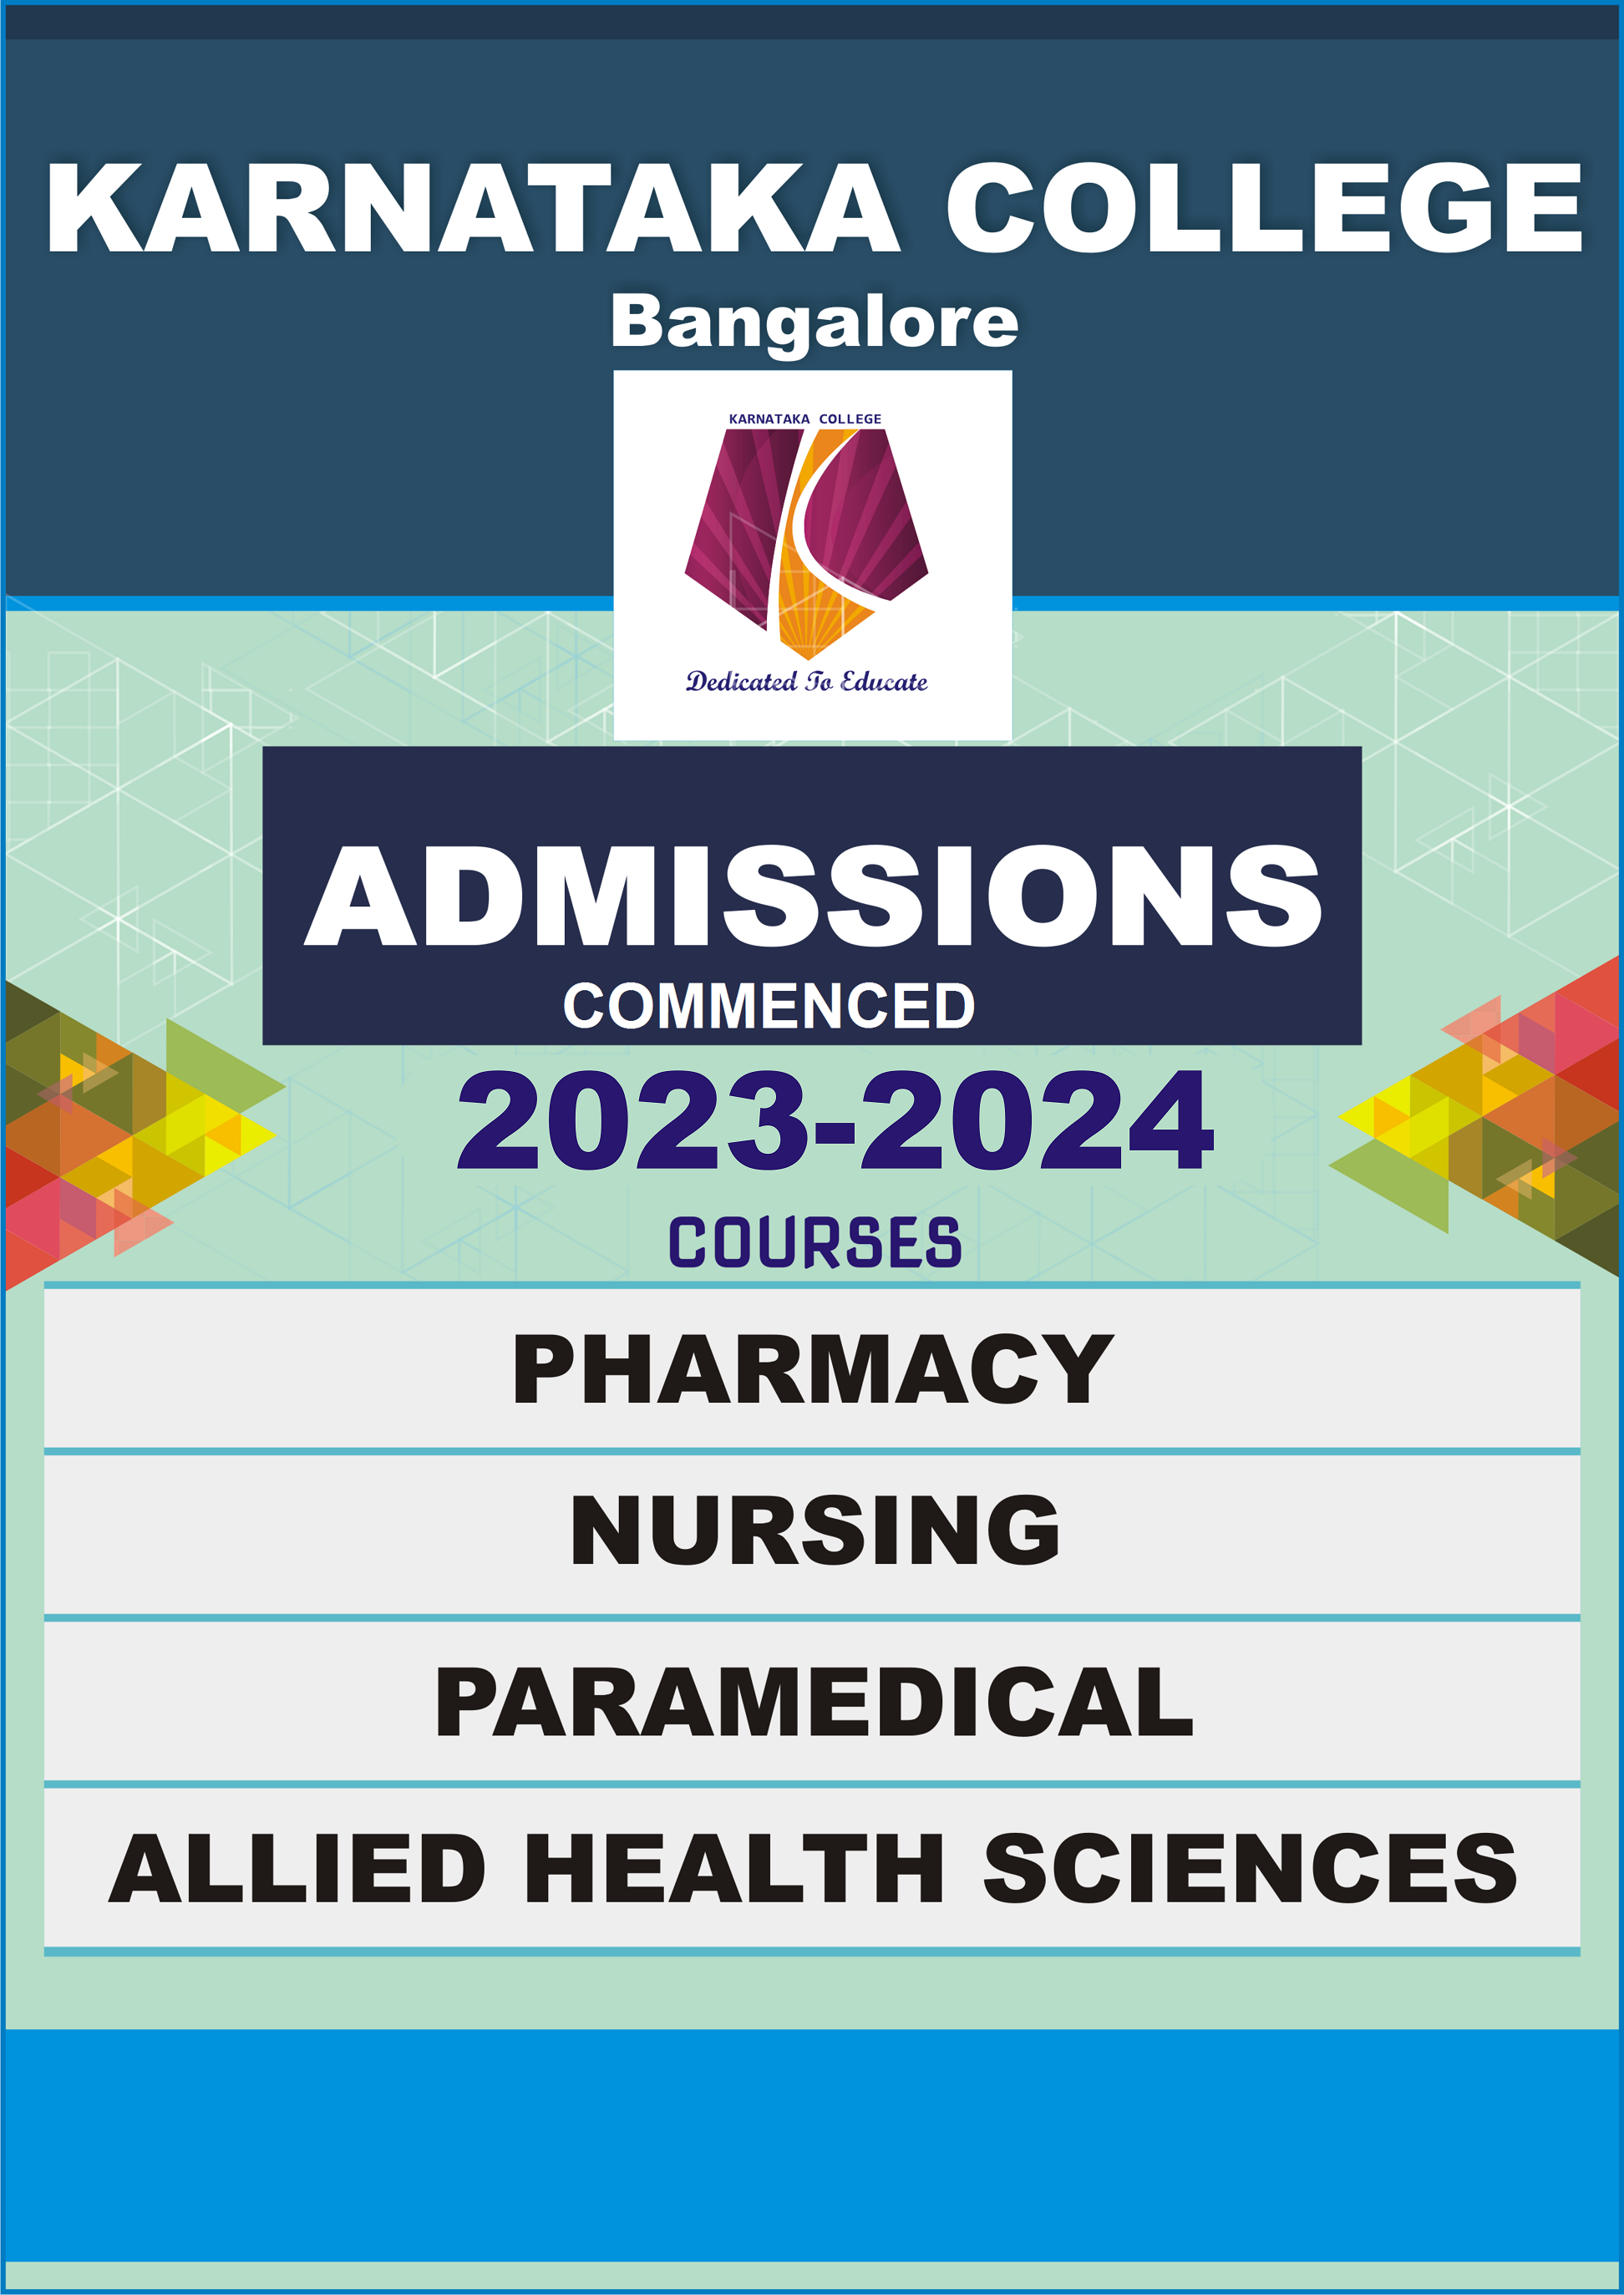 KARNATAKA COLLEGE
Bangalore
KARNATAKA COLLEGE
Dedicated To Educate
ADMISSIONS
COMMENCED
2023-2024
COURSES
PHARMACY
NURSING
PARAMEDICAL
ALLIED HEALTH SCIENCES